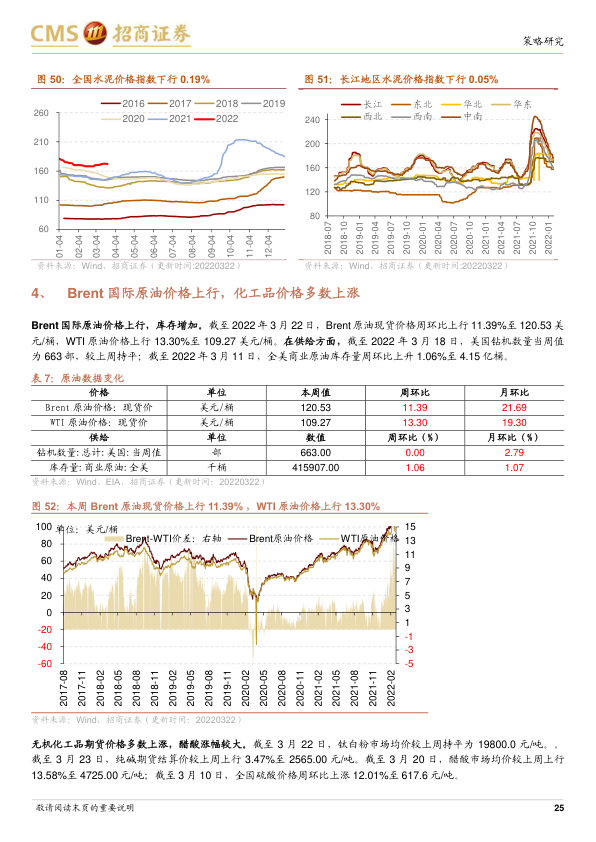 CMS 招商证券
策略研究
图 50：全国水泥价格指数下行 0.19%
260
210
160
110
60
2016 2017 2018 2019
2020 2021 2022
01-04 02-04 03-04 04-04 05-04 06-04 07-04 08-04 09-04 10-04 11-04 12-04
资料来源：Wind、招商证券（更新时间:20220322）
图 51：长江地区水泥价格指数下行 0.05%
240
200
160
120
80
长江 东北 华北 华东
西北 西南 中南
2018-07 2018-10 2019-01 2019-04 2019-07 2019-10 2020-01 2020-04 2020-07 2020-10 2021-01 2021-04 2021-07 2021-10 2022-01
资料来源：Wind、招商证券（更新时间:20220322）
4、 Brent 国际原油价格上行，化工品价格多数上涨
Brent 国际原油价格上行，库存增加。截至 2022 年 3 月 22 日，Brent 原油现货价格周环比上行 11.39%至 120.53 美
元/桶，WTI 原油价格上行 13.30%至 109.27 美元/桶。在供给方面，截至 2022 年 3 月 18 日，美国钻机数量当周值
为 663 部，较上周持平；截至 2022 年 3 月 11 日，全美商业原油库存量周环比上升 1.06%至 4.15 亿桶。
表 7：原油数据变化
价格 单位 本周值 周环比 月环比
Brent 原油价格：现货价 美元/桶 120.53 11.39 21.69
WTI 原油价格：现货价 美元/桶 109.27 13.30 19.30
供给 单位 数值 周环比（%） 月环比（%）
钻机数量:总计:美国:当周值 部 663.00 0.00 2.79
库存量:商业原油:全美 千桶 415907.00 1.06 1.07
资料来源：Wind、EIA、招商证券（更新时间：20220322）
图 52：本周 Brent 原油现货价格上行 11.39%，WTI 原油价格上行 13.30%
单位：美元/桶
Brent-WTI价差：右轴 Brent原油价格 WTI原油价格
100
80
60
40
20
0
-20
-40
-60
15
13
11
9
7
5
3
1
-1
-3
-5
2017-08 2017-11 2018-02 2018-05 2018-08 2018-11 2019-02 2019-05 2019-08 2019-11 2020-02 2020-05 2020-08 2020-11 2021-02 2021-05 2021-08 2021-11 2022-02
资料来源：Wind、招商证券（更新时间：20220322）
无机化工品期货价格多数上涨，醋酸涨幅较大。截至 3 月 22 日，钛白粉市场均价较上周持平为 19800.0 元/吨。，
截至 3 月 23 日，纯碱期货结算价较上周上行 3.47%至 2565.00 元/吨。截至 3 月 20 日，醋酸市场均价较上周上行
13.58%至 4725.00 元/吨；截至 3 月 10 日，全国硫酸价格周环比上涨 12.01%至 617.6 元/吨。
敬请阅读末页的重要说明
25